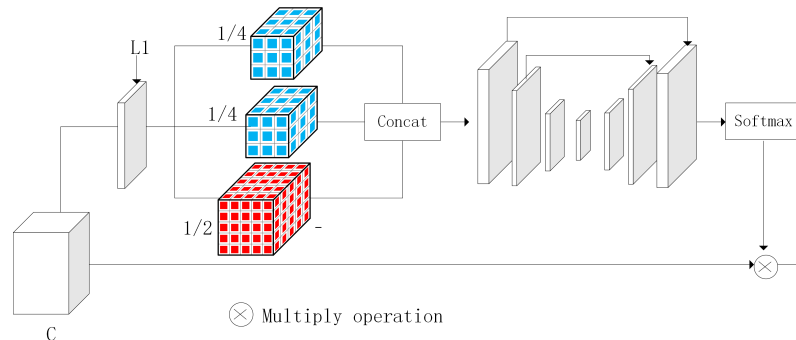 1/4
L1
1/4
Concat
Softmax
1/2
-
C
Multiply operation